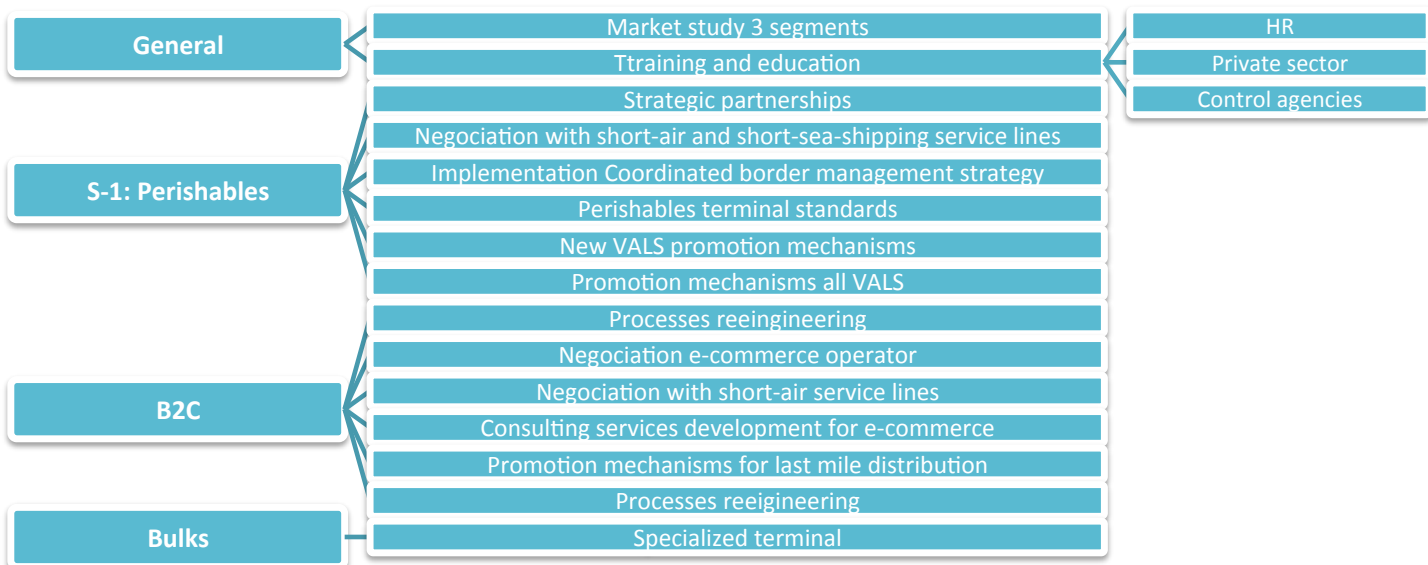 General
Market study 3 segments
Ttraining and education
HR
Private sector
Control agencies
S-1: Perishables
Strategic partnerships
Negociation with short-air and short-sea-shipping service lines
Implementation Coordinated border management strategy
Perishables terminal standards
New VALS promotion mechanisms
Promotion mechanisms all VALS
B2C
Processes reeingineering
Negociation e-commerce operator
Negociation with short-air service lines
Consulting services development for e-commerce
Promotion mechanisms for last mile distribution
Processes reeigineering
Bulks
Specialized terminal